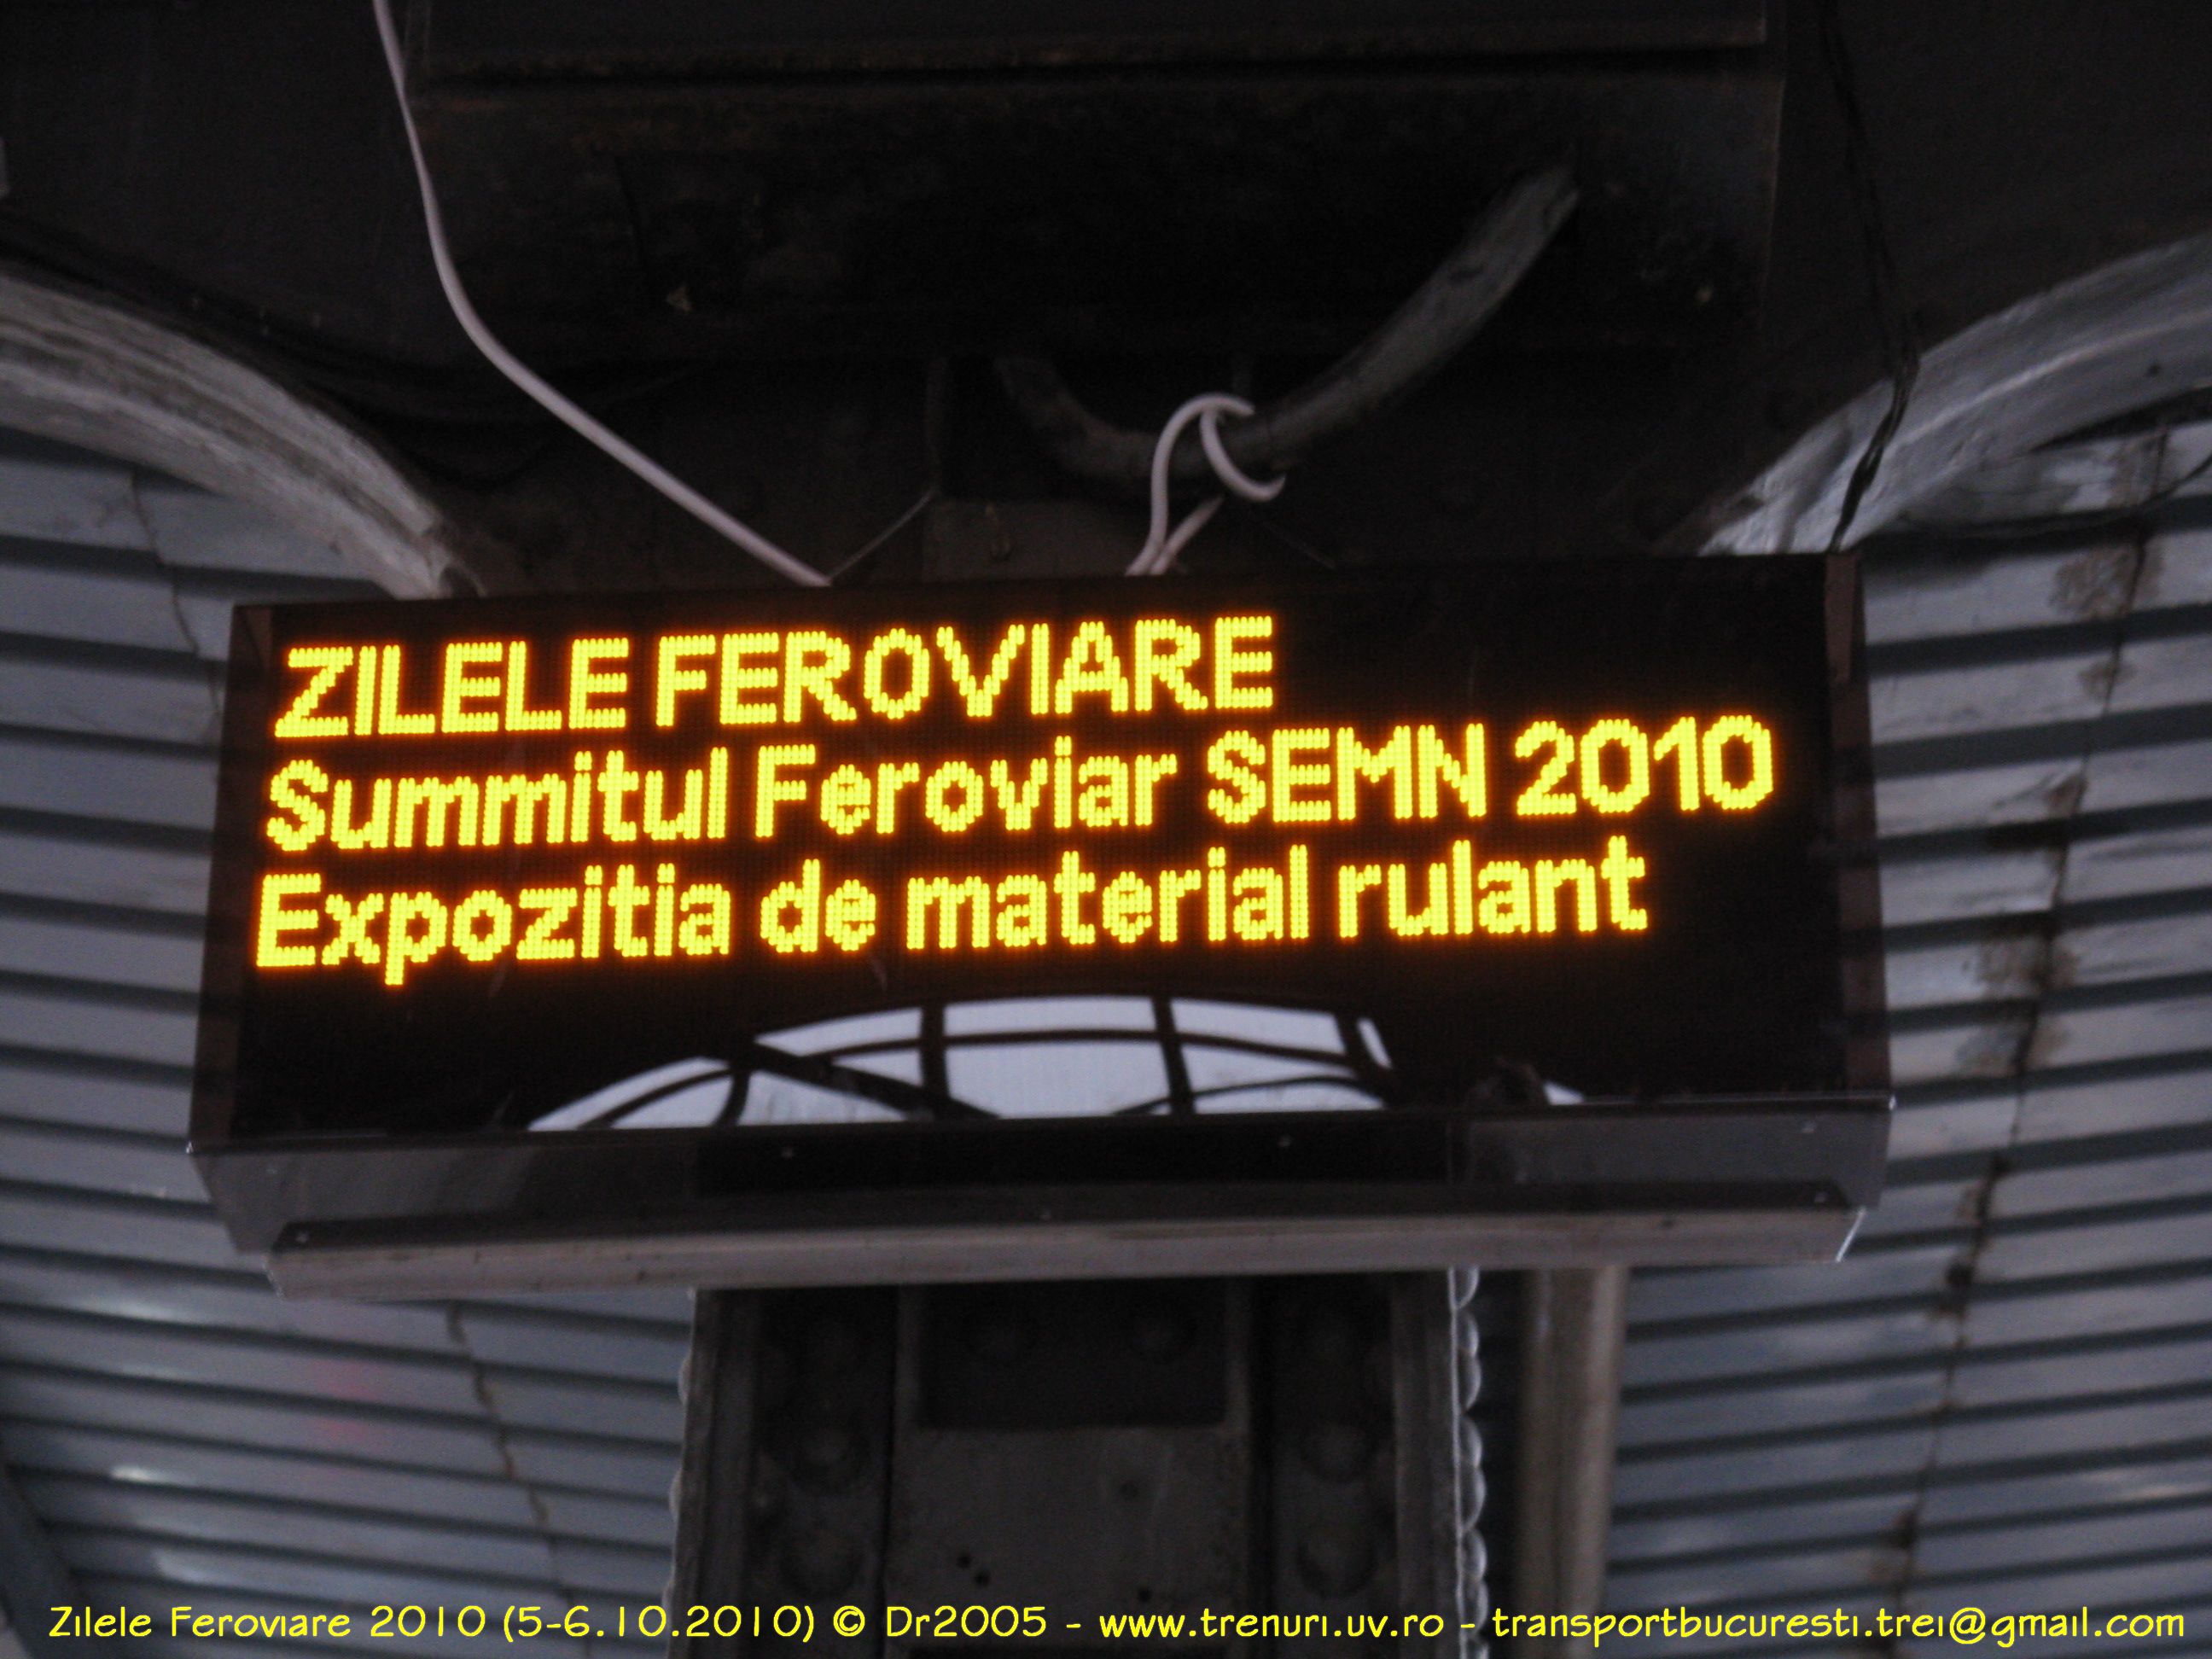 ZILELE FEROVIARE
Summitul Feroviar SEMN 2010
Expozitia de material rulant
Zilele Feroviare 2010 (5-6.10.2010) © Dr2005 - www.trenuri.uv.ro - transportbucuresti.trei@gmail.com